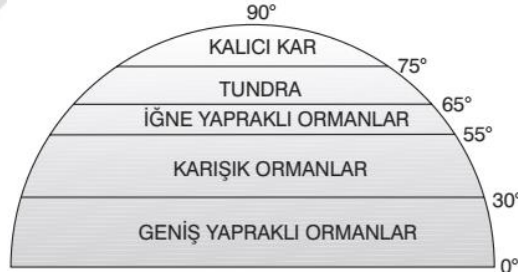 90°
KALICI KAR
75°
TUNDRA
65°
İĞNE YAPRAKLI ORMANLAR
55°
KARIŞIK ORMANLAR
30°
GENİŞ YAPRAKLI ORMANLAR
0°